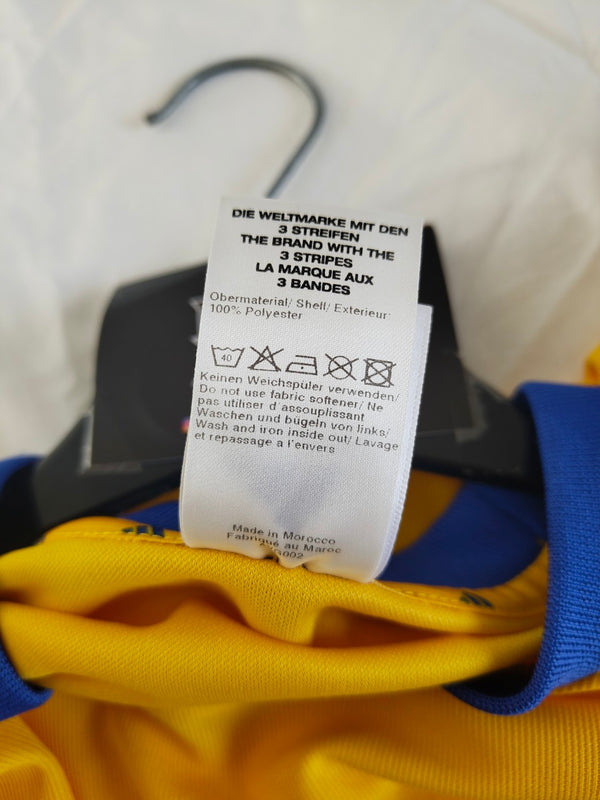 DIE WELTMARKE MIT DEN
3 STREIFEN
THE BRAND WITH THE
3 STRIPES
LA MARQUE AUX
3 BANDES
Obermaterial/ Shell/ Exterieur:
100% Polyester
40
Keinen Weichspüler verwenden/
Do not use fabric softener/ Ne
pas utiliser d'assouplissant
Waschen und bügeln von links/
Wash and iron inside out/ Lavage
et repassage a l'envers
Made in Morocco
Fabriqué au Maroc